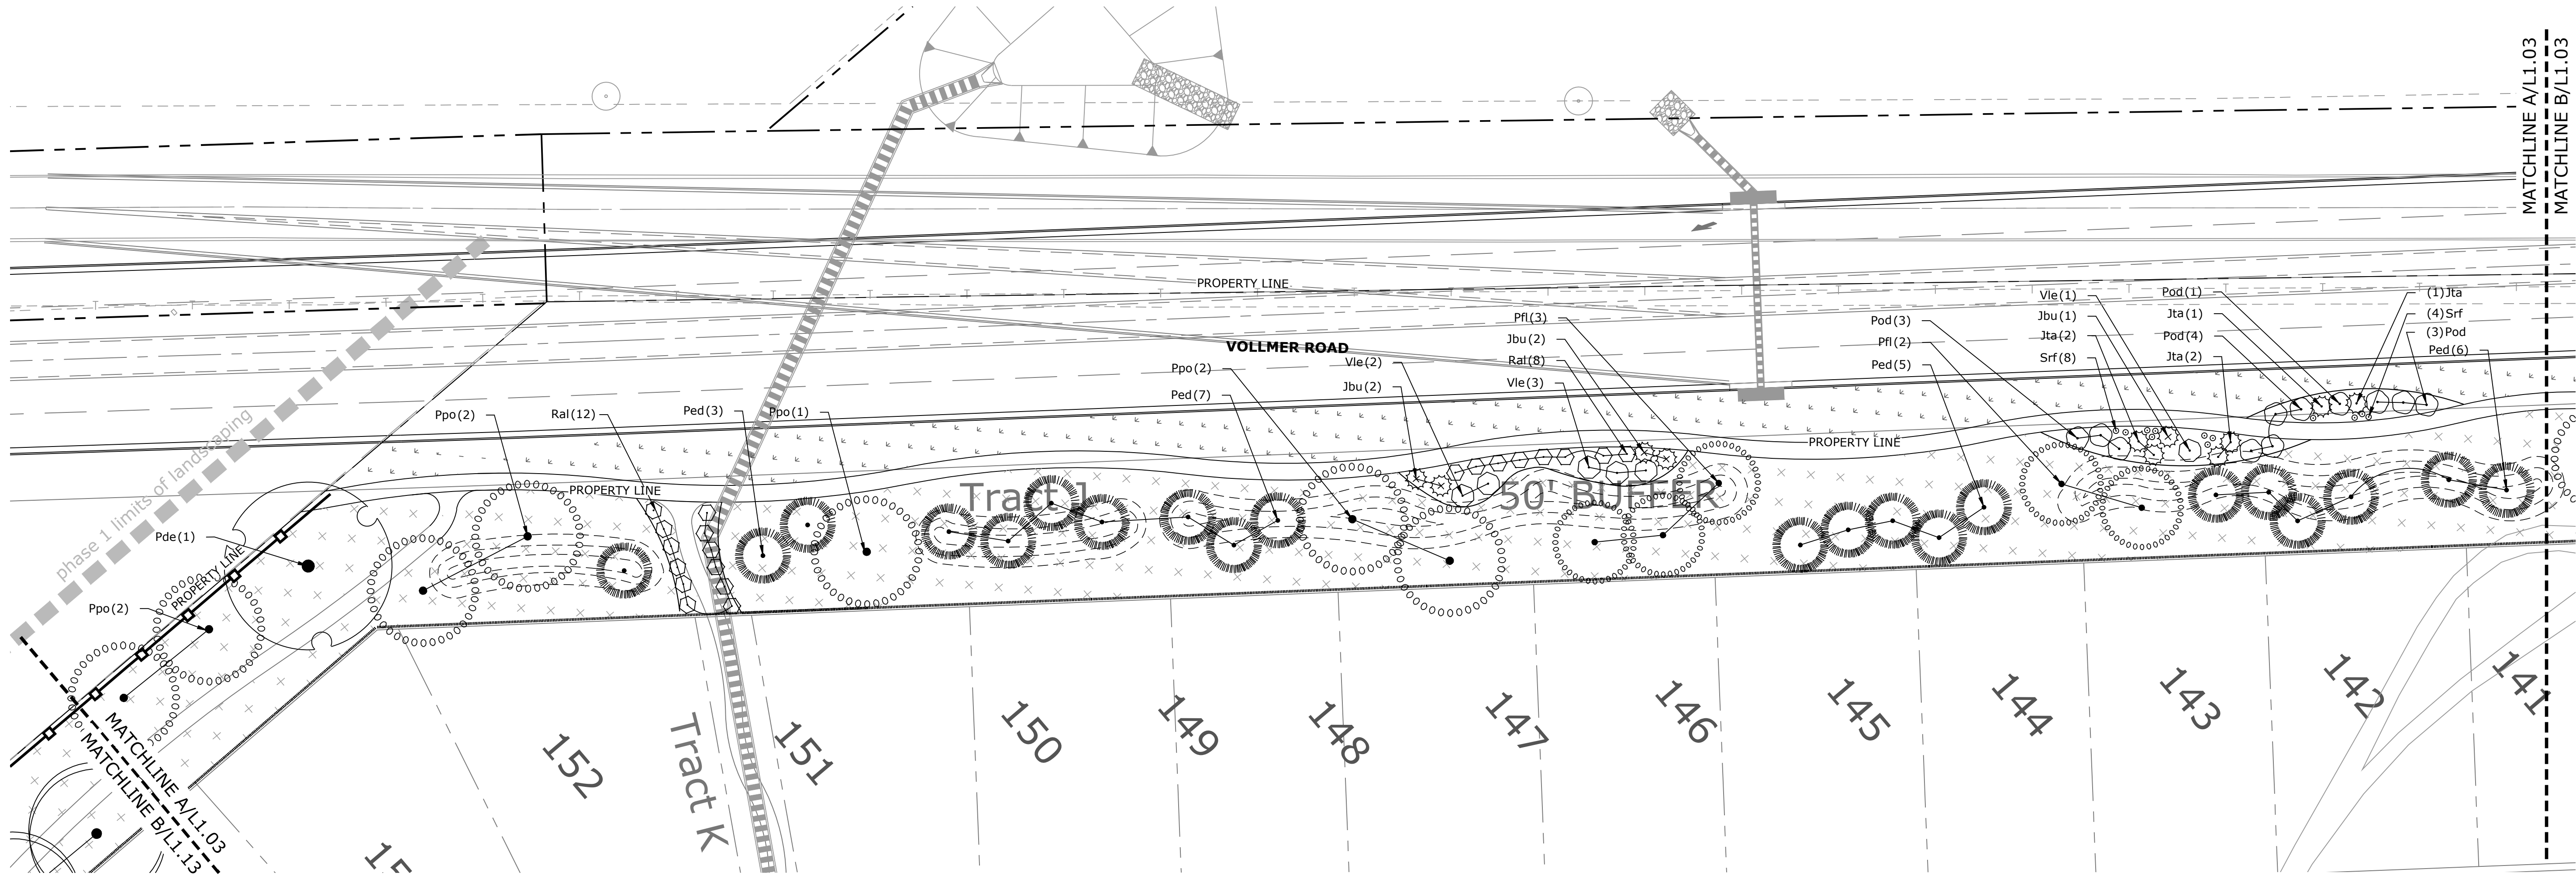 MATCHLINE A/L1.03
MATCHLINE B/L1.03
PROPERTY LINE
VOLLMER ROAD
phase 1 limits of landscaping
Pfl(3)
Jbu(2)
Ral(8)
Vle(3)
Vle(2)
Jbu(2)
Ppo(2)
Ped(7)
Pod(3)
Pfl(2)
Ped(5)
Vle(1)
Jbu(1)
Jta(2)
Srf(8)
Pod(1)
Jta(1)
Pod(4)
Jta(2)
(1)Jta
(4)Srf
(3)Pod
Ped(6)
Ppo(2)
Ral(12)
Ped(3)
Ppo(1)
PROPERTY LINE
PROPERTY LINE
Tract J
50' BUFFER
Pde(1)
PROPERTY LINE
Ppo(2)
MATCHLINE A/L1.03
MATCHLINE B/L1.13
152
Tract K
151
150
149
148
147
146
145
144
143
142
141